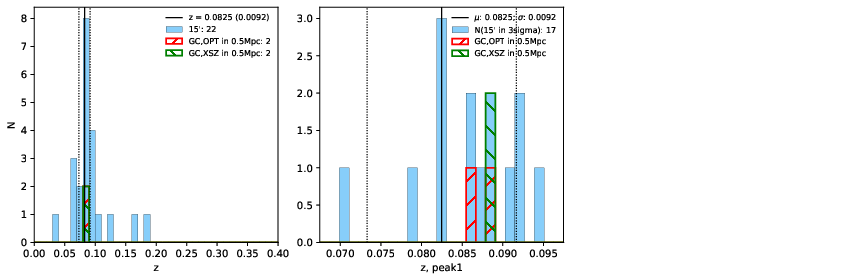 z = 0.0825 (0.0092)
15': 22
GC,OPT in 0.5Mpc: 2
GC,XSZ in 0.5Mpc: 2
8
7
6
5
4
3
2
1
0
N
0.00 0.05 0.10 0.15 0.20 0.25 0.30 0.35 0.40
z
μ: 0.0825; σ: 0.0092
N(15' in 3sigma): 17
GC,OPT in 0.5Mpc
GC,XSZ in 0.5Mpc
3.0
2.5
2.0
1.5
1.0
0.5
0.0
0.070 0.075 0.080 0.085 0.090 0.095
z, peak1